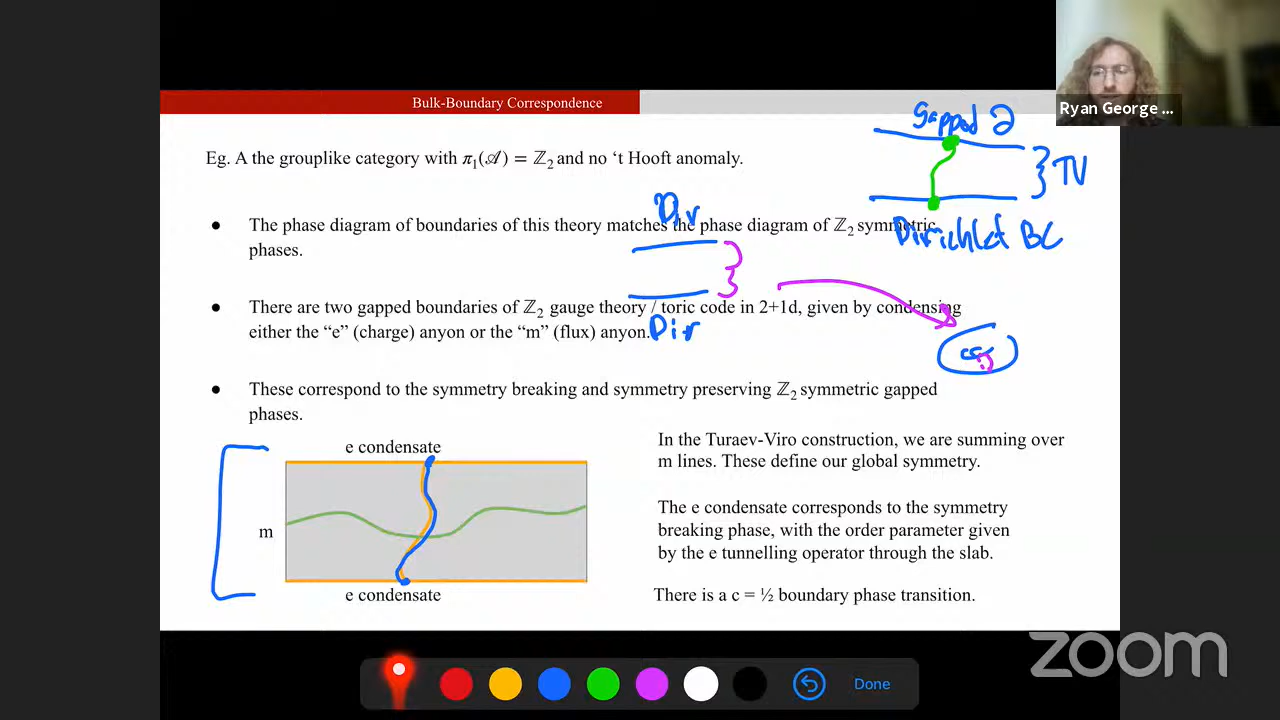 Bulk-Boundary Correspondence
Ryan George ...
Gapped ∂
Eg. A the grouplike category with π₁(𝒜) = ℤ₂ and no ‘t Hooft anomaly.
TV
Dir
● The phase diagram of boundaries of this theory matches the phase diagram of ℤ₂ symmetric
phases.
Dirichlet BC
● There are two gapped boundaries of ℤ₂ gauge theory / toric code in 2+1d, given by condensing
either the “e” (charge) anyon or the “m” (flux) anyon.
Dir
● These correspond to the symmetry breaking and symmetry preserving ℤ₂ symmetric gapped
phases.
e condensate
m
e condensate
In the Turaev-Viro construction, we are summing over
m lines. These define our global symmetry.
The e condensate corresponds to the symmetry
breaking phase, with the order parameter given
by the e tunnelling operator through the slab.
There is a c = ½ boundary phase transition.
zoom
Done